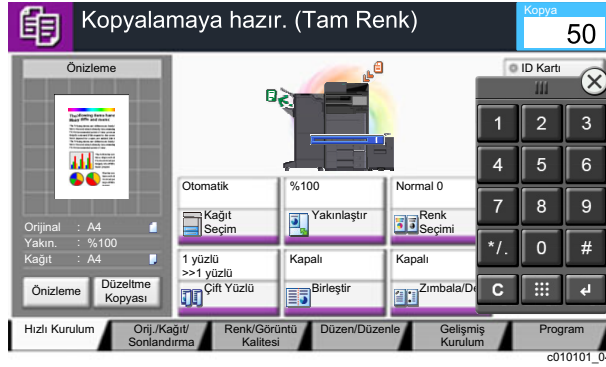 Kopyalamaya hazır. (Tam Renk)
Kopya
50
Önizleme
ID Kartı
Orijinal : A4
Yakın. : %100
Kağıt : A4
Önizleme
Düzeltme
Kopyası
Otomatik
Kağıt
Seçim
%100
Yakınlaştır
Normal 0
Renk
Seçimi
1 yüzlü
>>1 yüzlü
Çift Yüzlü
Kapalı
Birleştir
Kapalı
Zımbala/De
1 2 3
4 5 6
7 8 9
*/. 0 #
C
Hızlı Kurulum
Orij./Kağıt/
Sonlandırma
Renk/Görüntü
Kalitesi
Düzen/Düzenle
Gelişmiş
Kurulum
Program
c010101_04